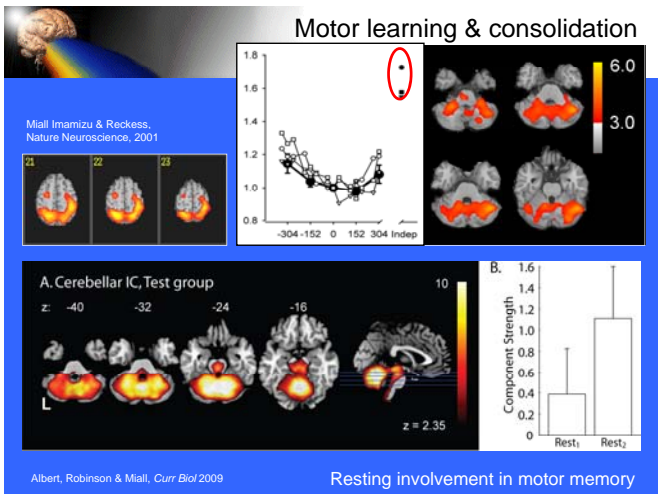 Motor learning & consolidation
Miall Imamizu & Reckess,
Nature Neuroscience, 2001
21 22 23
1.8
1.6
1.4
1.2
1.0
0.8
-304 -152 0 152 304 Indep
6.0
3.0
A. Cerebellar IC, Test group
z: -40 -32 -24 -16
10
L
z = 2.35
B.
Component Strength
1.6
1.4
1.2
1.0
0.8
0.6
0.4
0.2
0
Rest1 Rest2
Albert, Robinson & Miall, Curr Biol 2009
Resting involvement in motor memory